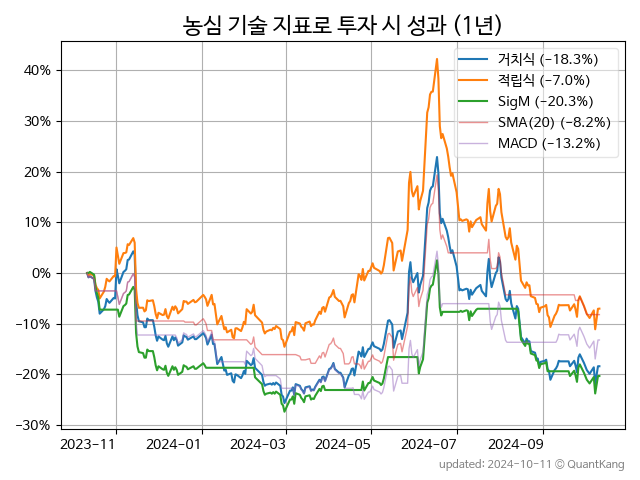 농심 기술 지표로 투자 시 성과 (1년)
거치식 (-18.3%)
적립식 (-7.0%)
SigM (-20.3%)
SMA(20) (-8.2%)
MACD (-13.2%)
40%
30%
20%
10%
0%
-10%
-20%
-30%
2023-11 2024-01 2024-03 2024-05 2024-07 2024-09
updated: 2024-10-11 © QuantKang